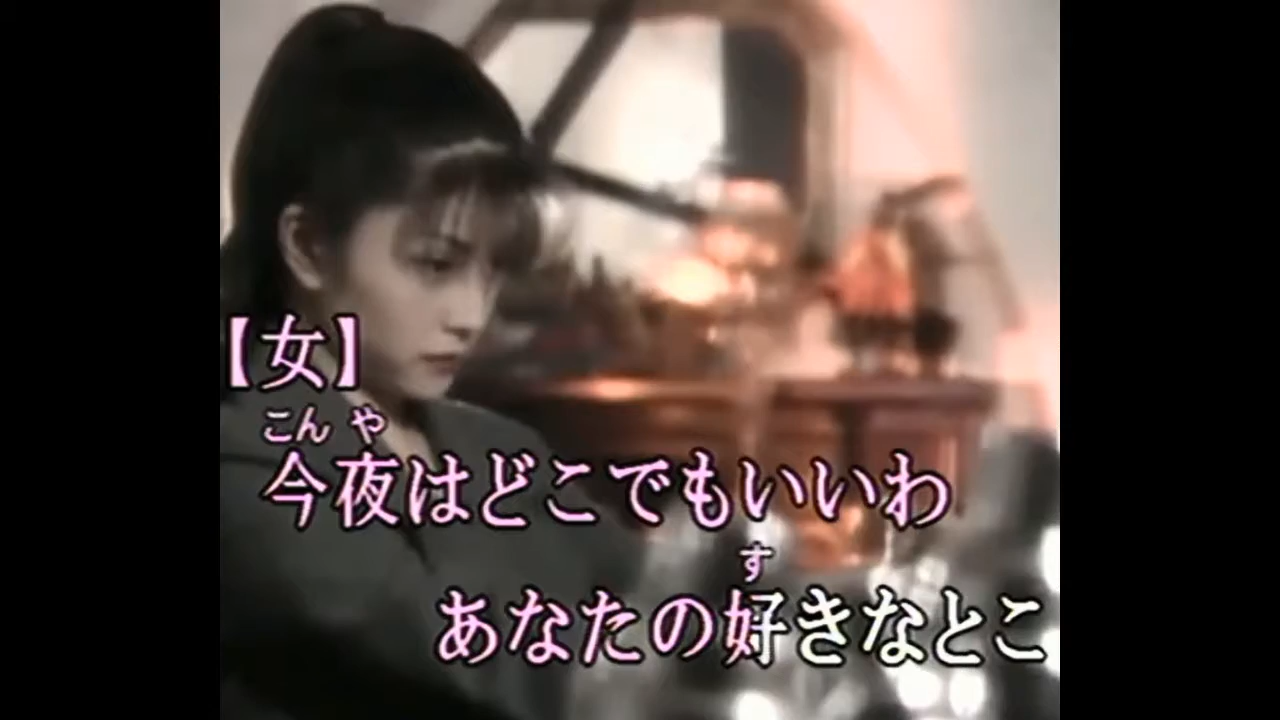 【女】
こんや
今夜はどこでもいいわ
す
あなたの好きなとこ